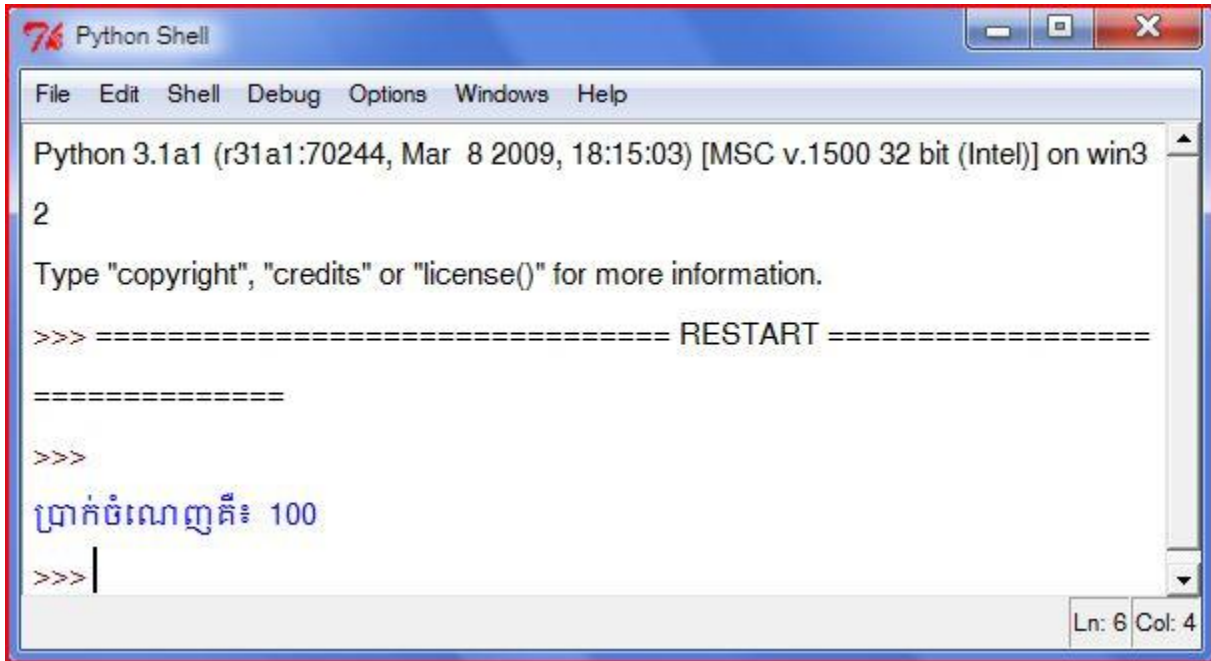 Python Shell
File Edit Shell Debug Options Windows Help
Python 3.1a1 (r31a1:70244, Mar  8 2009, 18:15:03) [MSC v.1500 32 bit (Intel)] on win3
2
Type "copyright", "credits" or "license()" for more information.
>>> ================================ RESTART ==================
==============
>>>
ប្រាក់ចំណេញគឺ៖ 100
>>>
Ln: 6 Col: 4